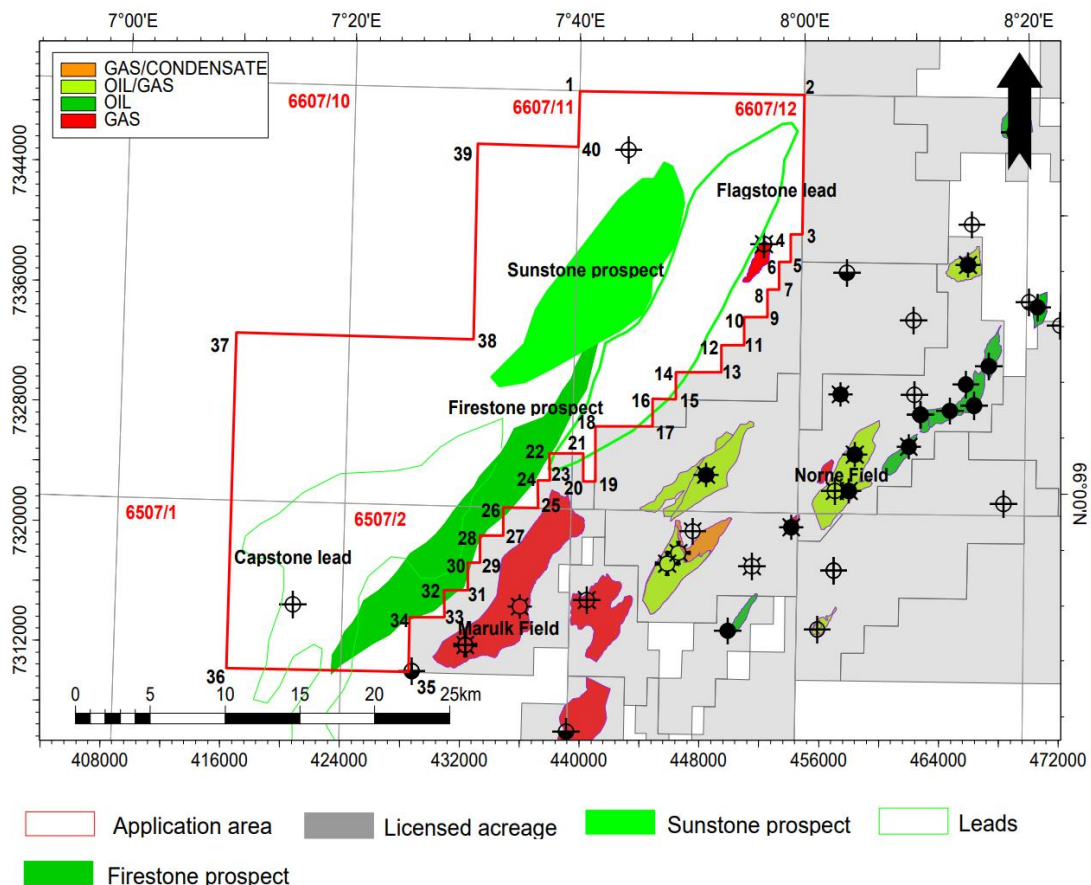 7°00'E
7°20'E
7°40'E
8°00'E
8°20'E
GAS/CONDENSATE
OIL/GAS
OIL
GAS
1
2
6607/10
6607/11
6607/12
39
40
7344000
Flagstone lead
4
3
Sunstone prospect
6
5
7336000
8
7
10
9
37
38
12
11
14
13
7328000
16
15
Firestone prospect
18
17
22
21
Norne Field
24
23
20
19
66°00'N
26
25
6507/1
6507/2
7320000
28
27
Capstone lead
30
29
32
31
34
33
Marulk Field
7312000
36
35
0
5
10
15
20
25km
408000
416000
424000
432000
440000
448000
456000
464000
472000
Application area
Licensed acreage
Sunstone prospect
Leads
Firestone prospect